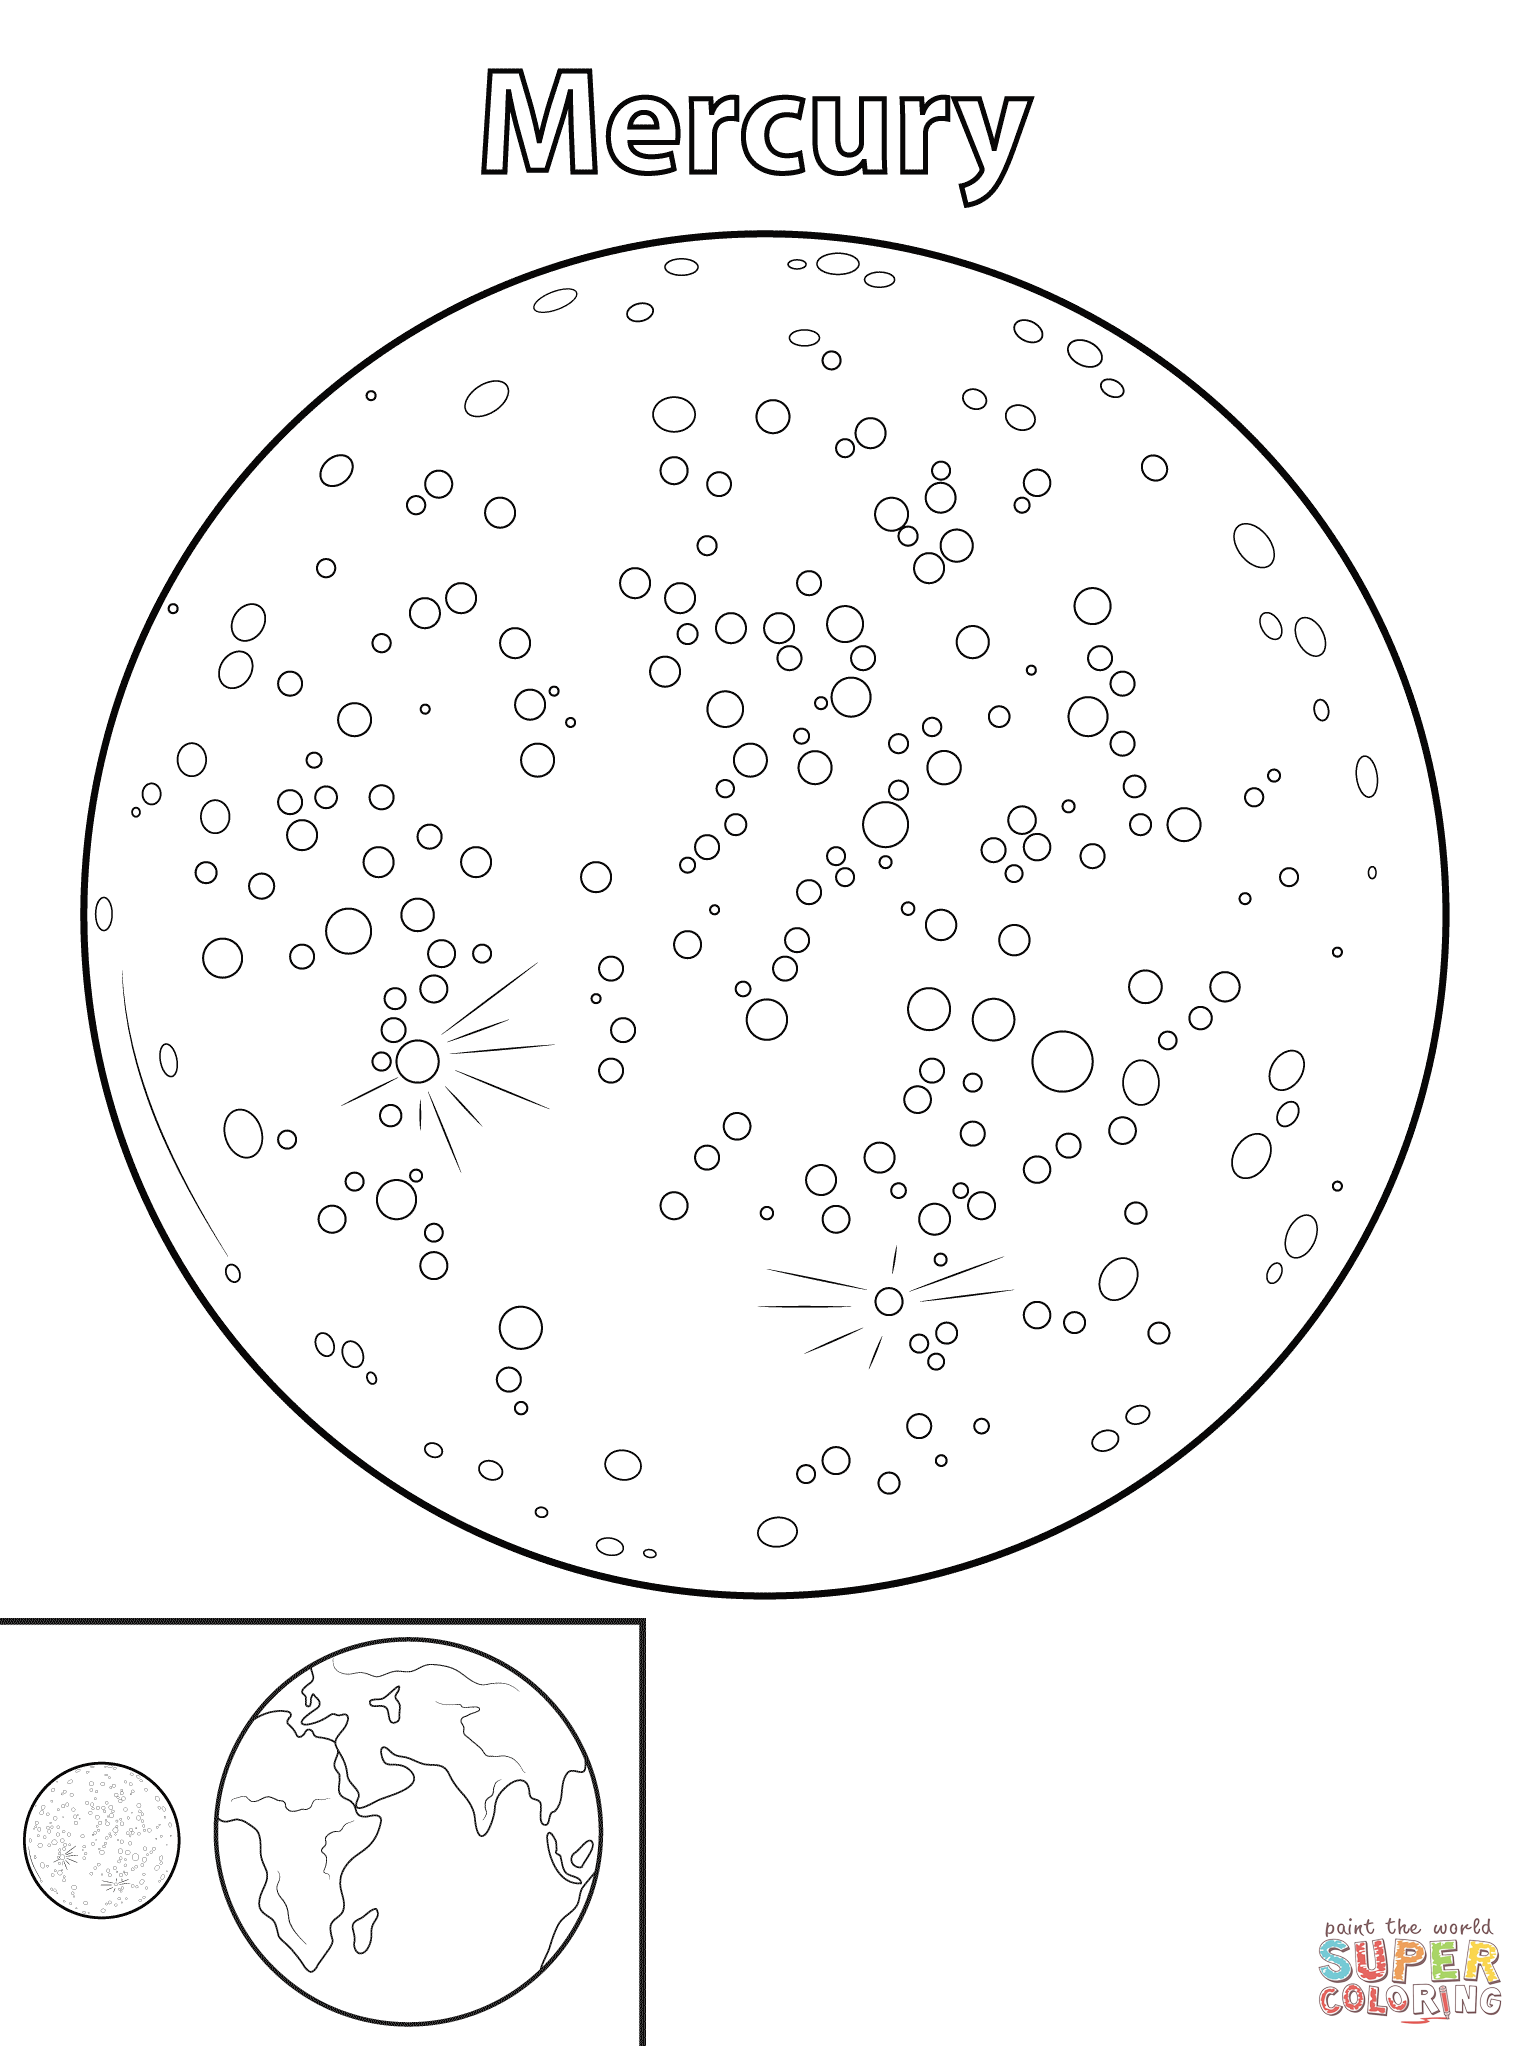 Mercury
paint the world
SUPER
COLORING